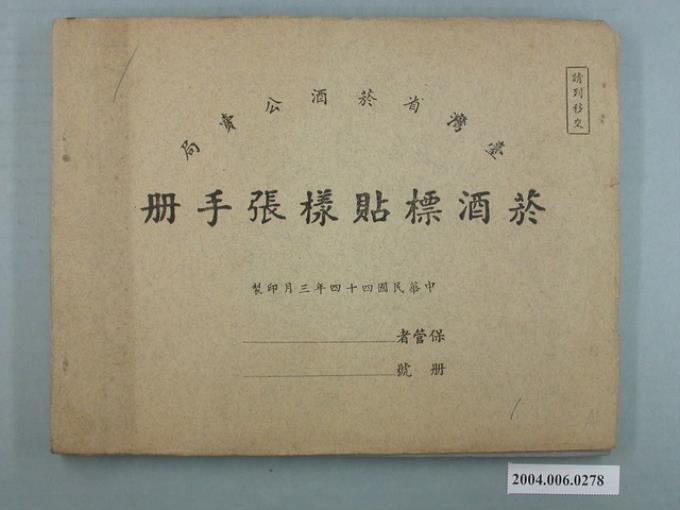 請列移交
臺灣省菸酒公賣局
菸酒標貼樣張手册
中華民國四十四年三月印製
保管者
册號
2004.006.0278